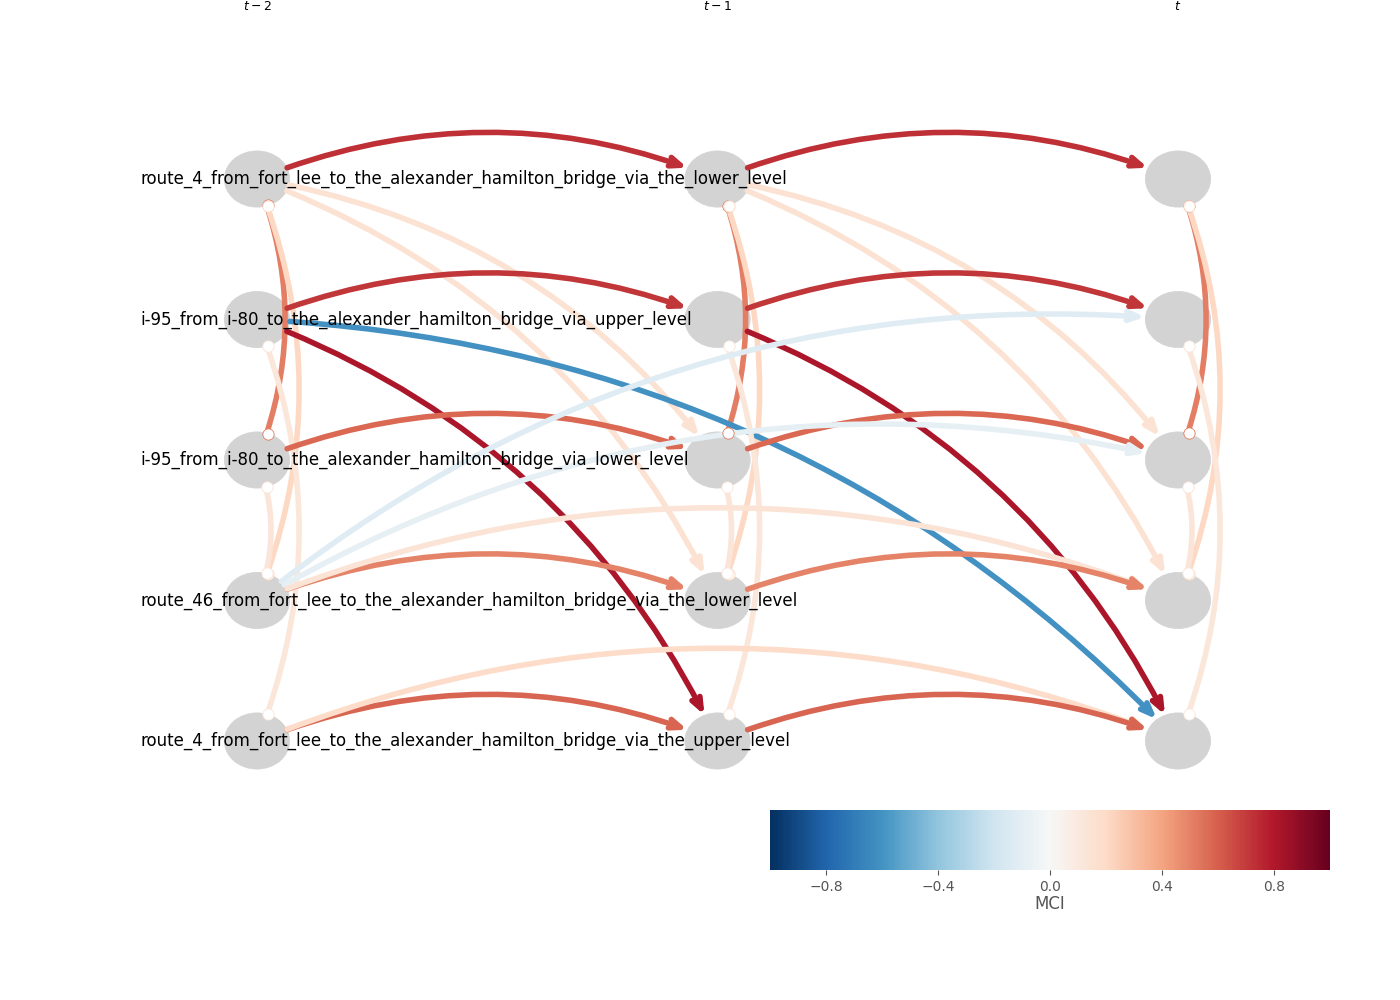 t − 2 t − 1 t
route_4_from_fort_lee_to_the_alexander_hamilton_bridge_via_the_lower_level
i-95_from_i-80_to_the_alexander_hamilton_bridge_via_upper_level
i-95_from_i-80_to_the_alexander_hamilton_bridge_via_lower_level
route_46_from_fort_lee_to_the_alexander_hamilton_bridge_via_the_lower_level
route_4_from_fort_lee_to_the_alexander_hamilton_bridge_via_the_upper_level
−0.8 −0.4 0.0 0.4 0.8
MCI